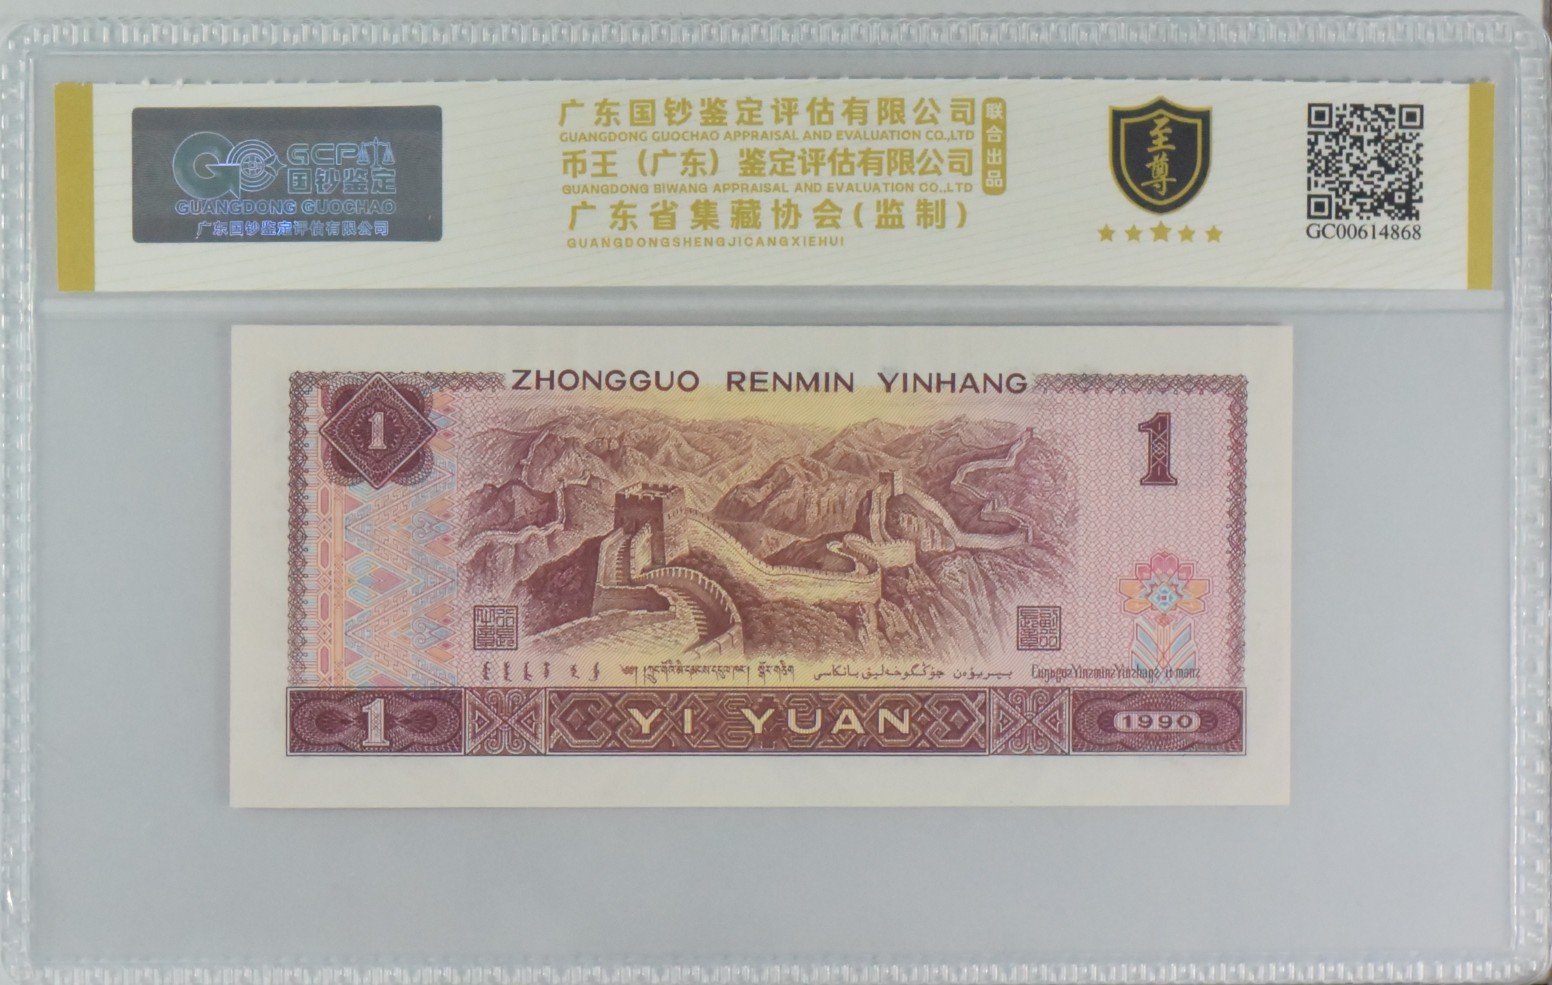 GCP
国钞鉴定
GUANGDONG GUOCHAO
广东国钞鉴定评估有限公司
广东国钞鉴定评估有限公司
GUANGDONG GUOCHAO APPRAISAL AND EVALUATION CO.,LTD
币王（广东）鉴定评估有限公司
GUANGDONG BIWANG APPRAISAL AND EVALUATION CO.,LTD
广东省集藏协会(监制)
GUANGDONGSHENGJICANGXIEHUI
联合出品
至尊
GC00614868
ZHONGGUO RENMIN YINHANG
1
1
1
YI YUAN
1990